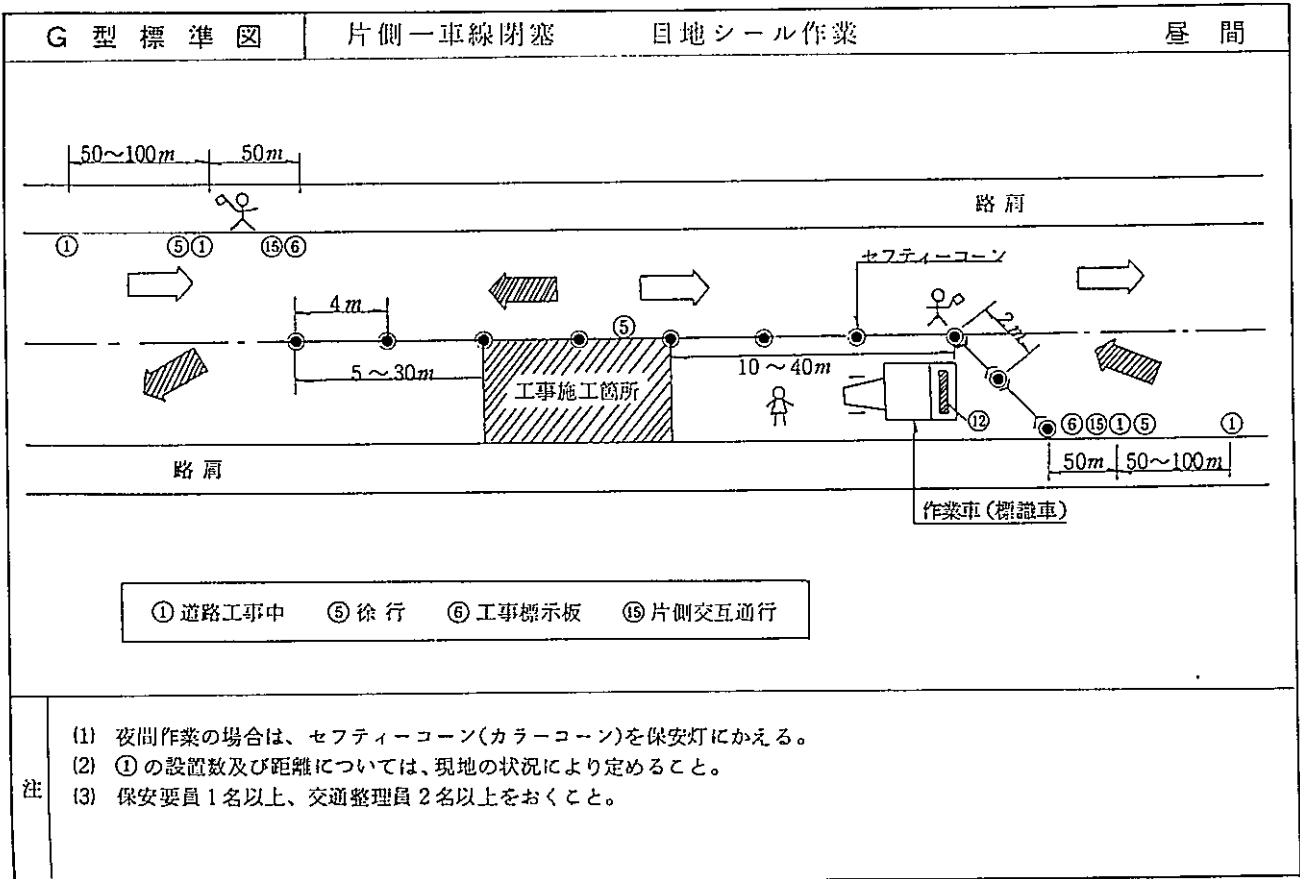 G型標準図 片側一車線閉塞 目地シール作業 昼間
50〜100m 50m
路肩
① ⑤① ⑮⑥
セフティーコーン
4m ⑤ 2m
5〜30m 10〜40m
工事施工箇所
⑫ ⑥⑮①⑤ ①
路肩 50m 50〜100m
作業車(標識車)
①道路工事中 ⑤徐行 ⑥工事標示板 ⑮片側交互通行
注
(1) 夜間作業の場合は、セフティーコーン(カラーコーン)を保安灯にかえる。
(2) ①の設置数及び距離については、現地の状況により定めること。
(3) 保安要員1名以上、交通整理員2名以上をおくこと。